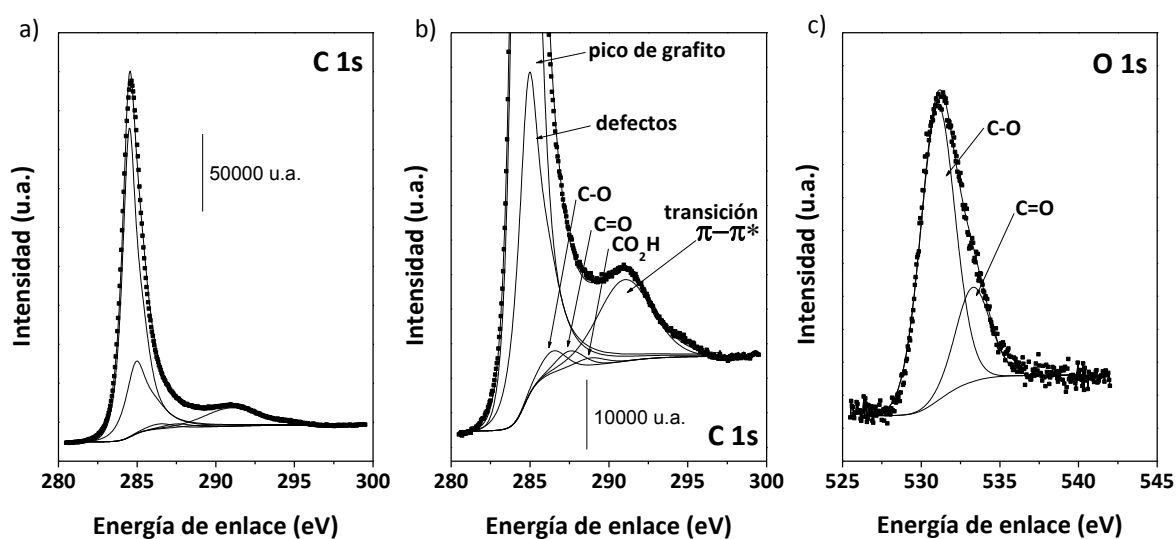 a)
C 1s
50000 u.a.
Intensidad (u.a.)
280 285 290 295 300
Energía de enlace (eV)
b)
pico de grafito
defectos
C-O
C=O
CO2H
transición
π−π*
10000 u.a.
C 1s
Intensidad (u.a.)
280 285 290 295 300
Energía de enlace (eV)
c)
O 1s
C-O
C=O
Intensidad (u.a.)
525 530 535 540 545
Energía de enlace (eV)